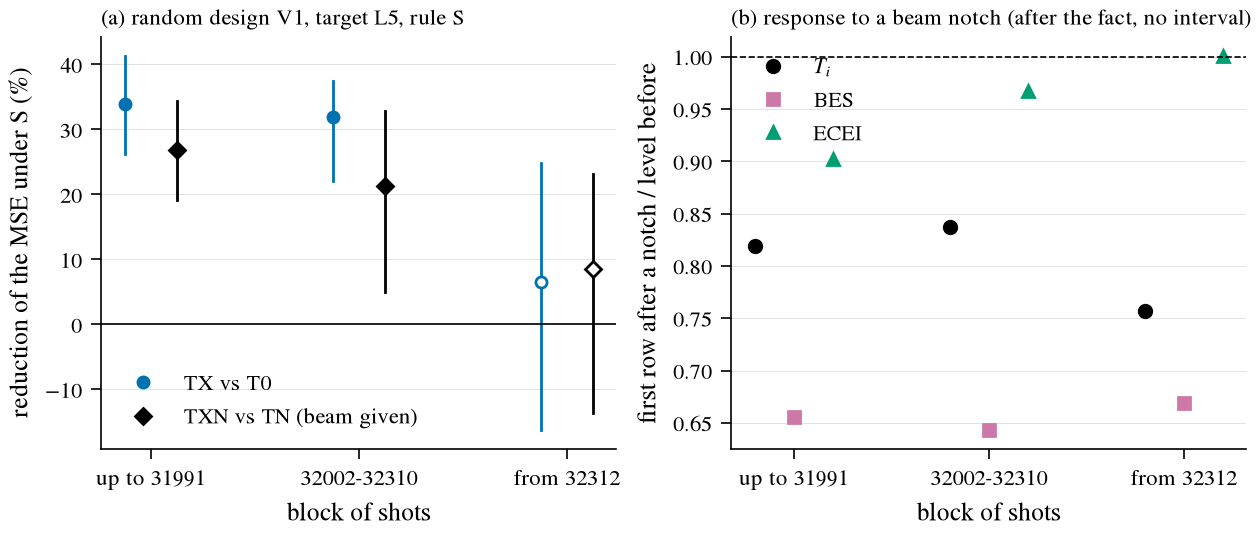 (a) random design V1, target L5, rule S
reduction of the MSE under S (%)
40
30
20
10
0
−10
TX vs T0
TXN vs TN (beam given)
up to 31991
32002-32310
from 32312
block of shots
(b) response to a beam notch (after the fact, no interval)
first row after a notch / level before
1.00
0.95
0.90
0.85
0.80
0.75
0.70
0.65
Ti
BES
ECEI
up to 31991
32002-32310
from 32312
block of shots